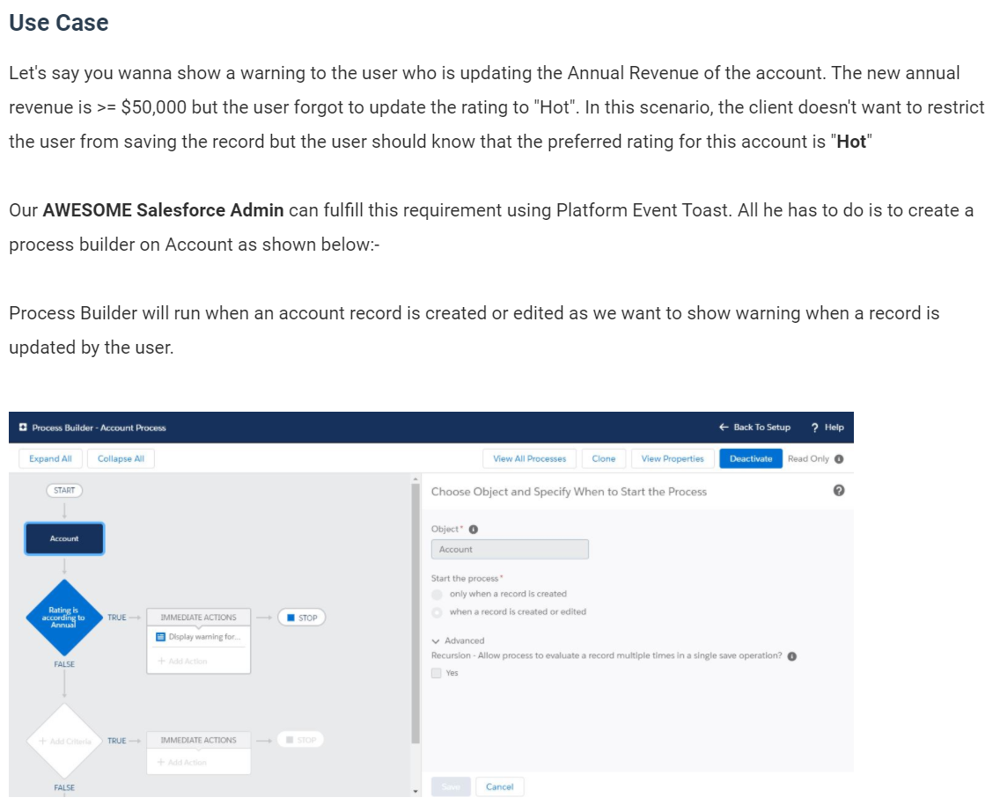 Use Case
Let's say you wanna show a warning to the user who is updating the Annual Revenue of the account. The new annual
revenue is >= $50,000 but the user forgot to update the rating to "Hot". In this scenario, the client doesn't want to restrict
the user from saving the record but the user should know that the preferred rating for this account is "Hot"
Our AWESOME Salesforce Admin can fulfill this requirement using Platform Event Toast. All he has to do is to create a
process builder on Account as shown below:-
Process Builder will run when an account record is created or edited as we want to show warning when a record is
updated by the user.
Process Builder - Account Process
Back To Setup
? Help
Expand All
Collapse All
View All Processes
Clone
View Properties
Deactivate
Read Only
START
Account
Rating is
according to
Annual
TRUE
IMMEDIATE ACTIONS
Display warning for...
+ Add Action
STOP
FALSE
+ Add Criteria
TRUE
IMMEDIATE ACTIONS
+ Add Action
STOP
FALSE
Choose Object and Specify When to Start the Process
Object*
Account
Start the process*
only when a record is created
when a record is created or edited
Advanced
Recursion - Allow process to evaluate a record multiple times in a single save operation?
Yes
Save
Cancel